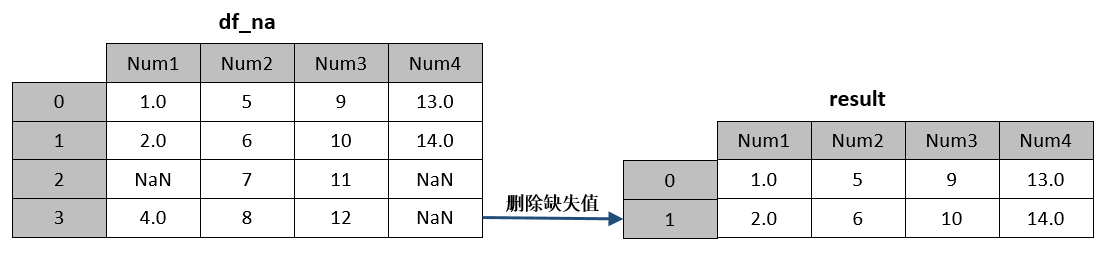 df_na
Num1 Num2 Num3 Num4
0 1.0 5 9 13.0
1 2.0 6 10 14.0
2 NaN 7 11 NaN
3 4.0 8 12 NaN
删除缺失值
result
Num1 Num2 Num3 Num4
0 1.0 5 9 13.0
1 2.0 6 10 14.0